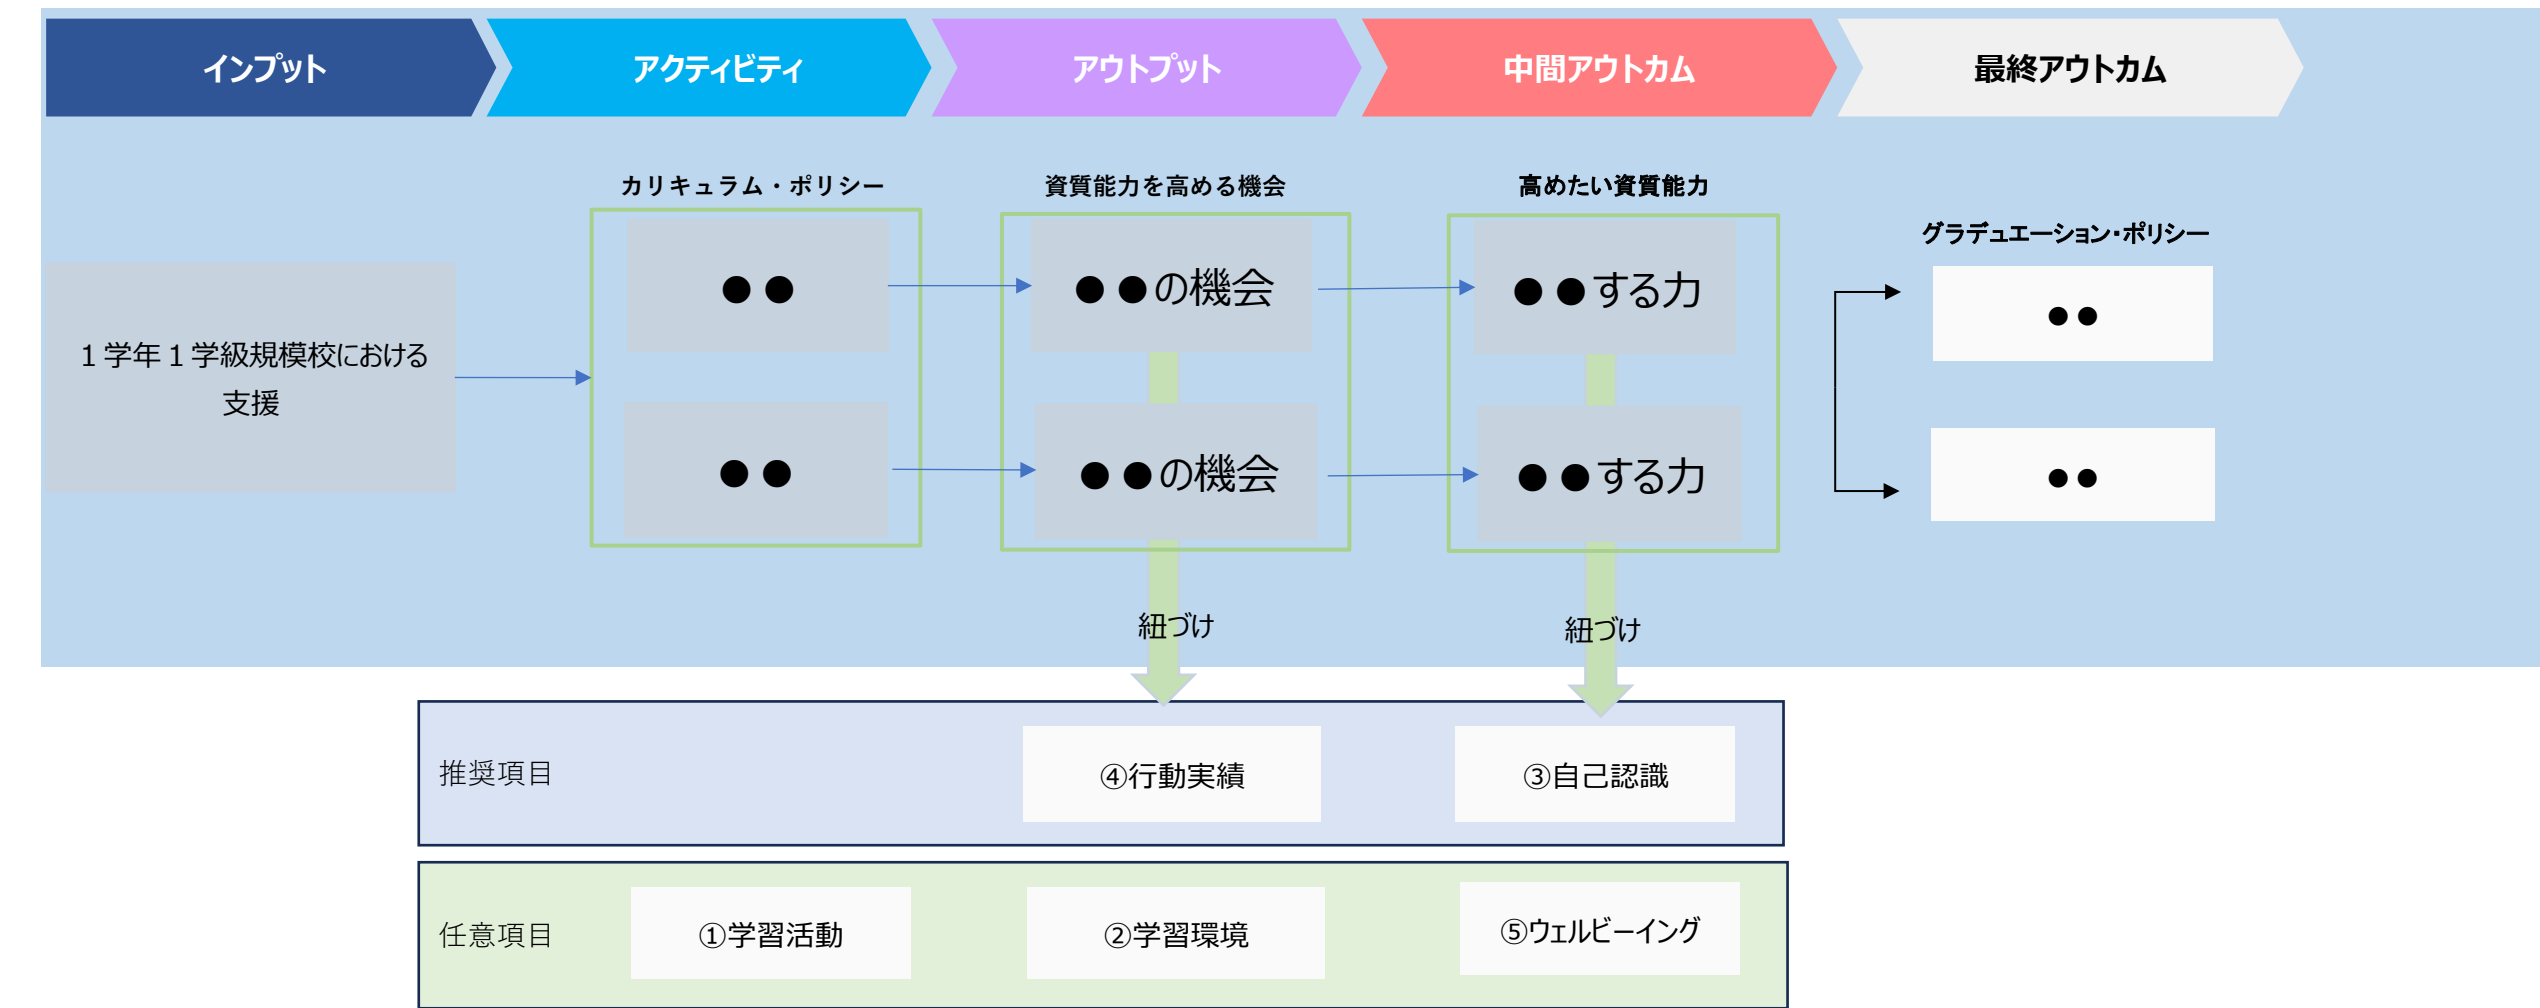 インプット
アクティビティ
アウトプット
中間アウトカム
最終アウトカム
カリキュラム・ポリシー
資質能力を高める機会
高めたい資質能力
グラデュエーション・ポリシー
１学年１学級規模校における
支援
●●
●●の機会
●●する力
●●
●●
●●の機会
●●する力
●●
紐づけ
紐づけ
推奨項目
④行動実績
③自己認識
任意項目
①学習活動
②学習環境
⑤ウェルビーイング